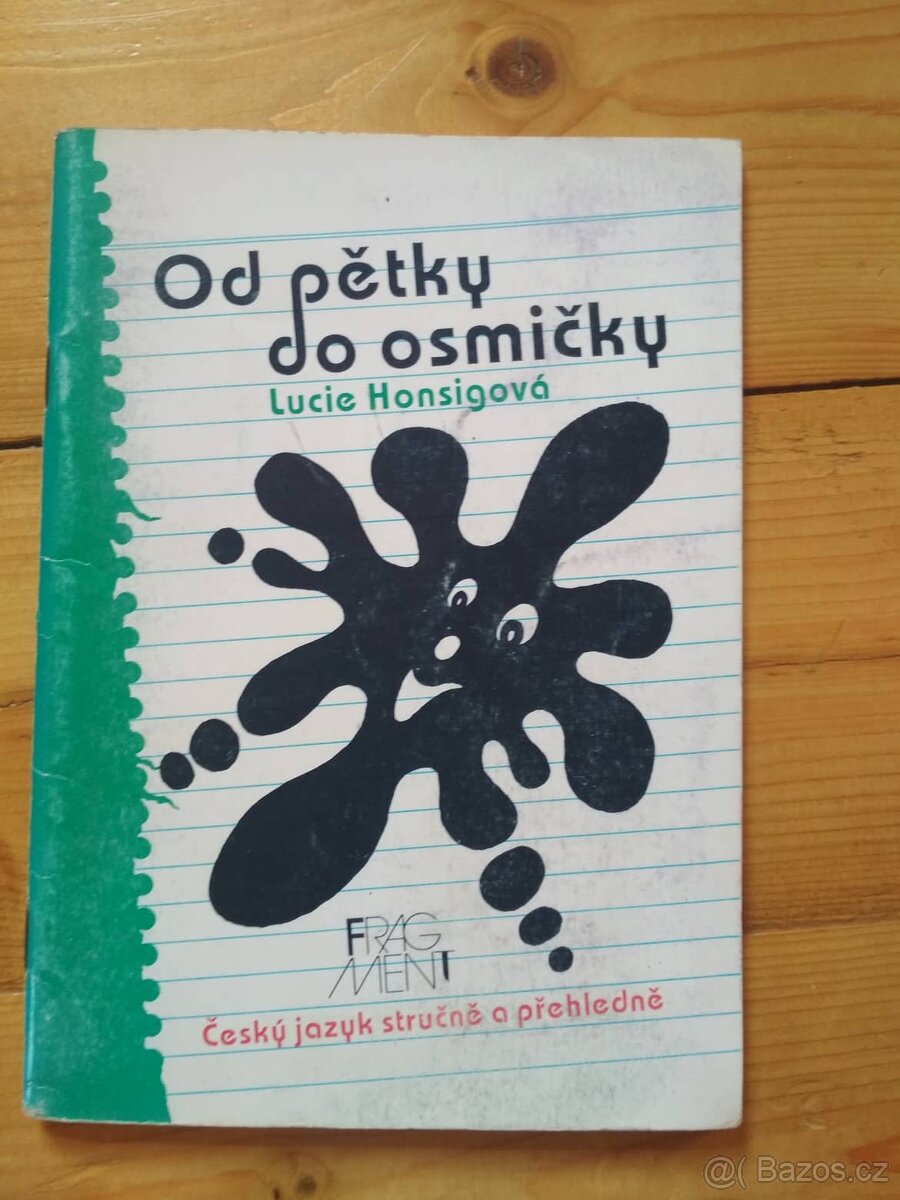 Od pětky
do osmičky
Lucie Honsigová
FRAG
MENT
Český jazyk stručně a přehledně
@( Bazos.cz